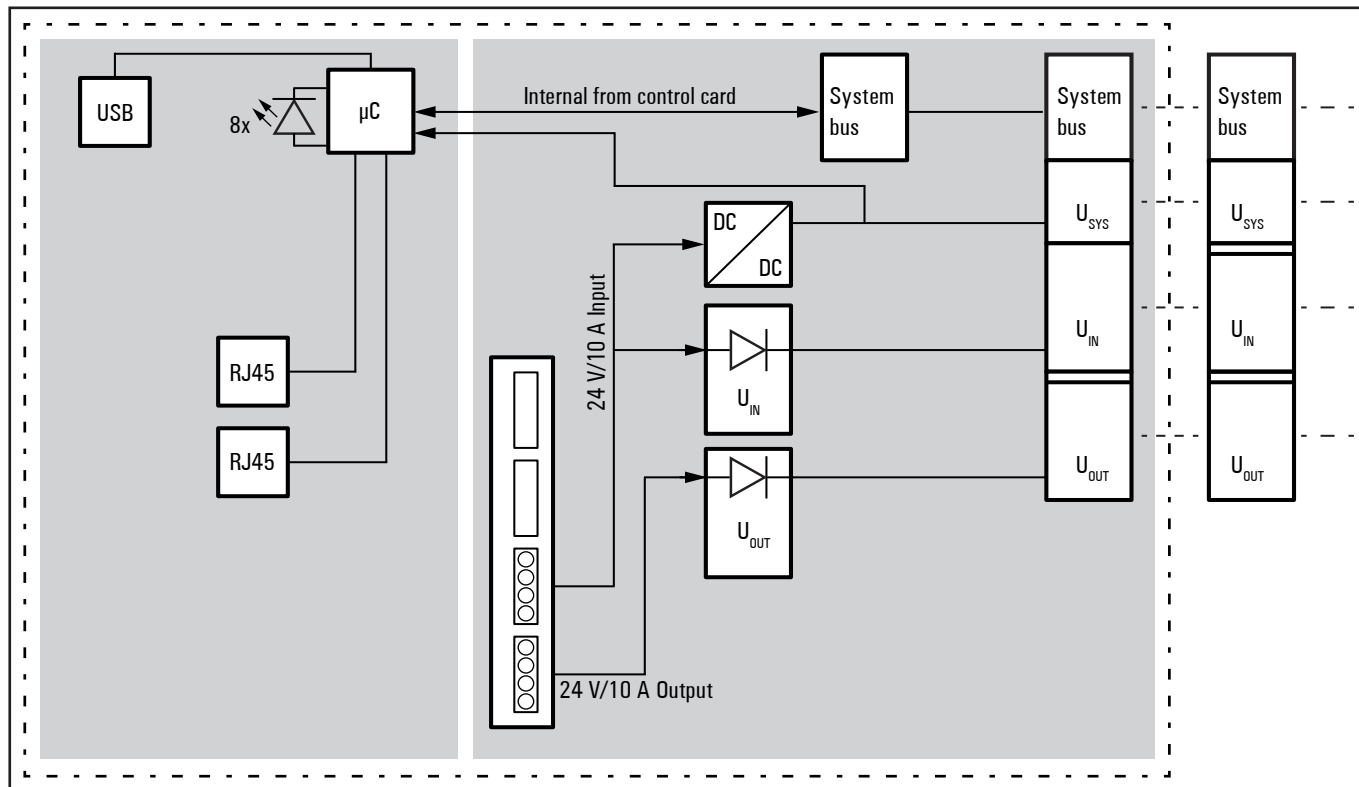 USB
8x
µC
Internal from control card
System
bus
System
bus
System
bus
DC
DC
U_SYS
U_SYS
24 V/10 A Input
U_IN
U_IN
U_IN
RJ45
RJ45
U_OUT
U_OUT
U_OUT
24 V/10 A Output